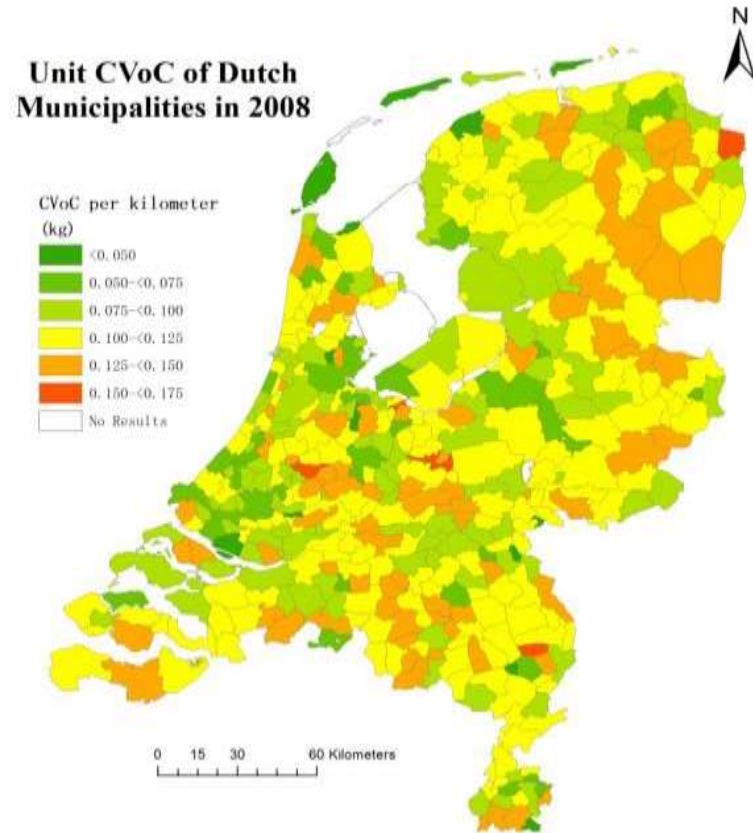 N
Unit CVoC of Dutch
Municipalities in 2008
CVoC per kilometer
(kg)
<0.050
0.050-<0.075
0.075-<0.100
0.100-<0.125
0.125-<0.150
0.150-<0.175
No Results
0 15 30 60 Kilometers